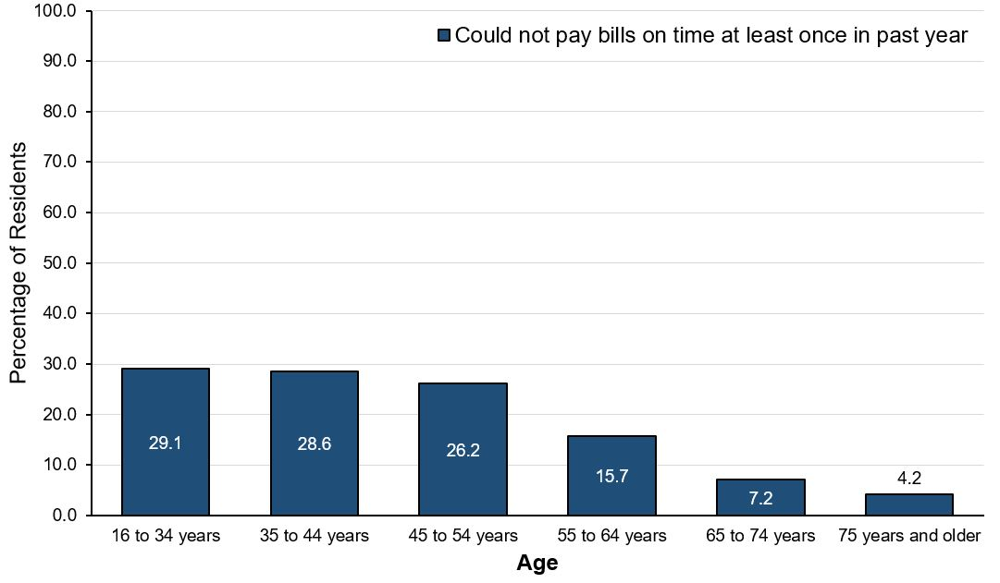 Could not pay bills on time at least once in past year
Percentage of Residents
100.0
90.0
80.0
70.0
60.0
50.0
40.0
30.0
20.0
10.0
0.0
29.1
28.6
26.2
15.7
7.2
4.2
16 to 34 years
35 to 44 years
45 to 54 years
55 to 64 years
65 to 74 years
75 years and older
Age